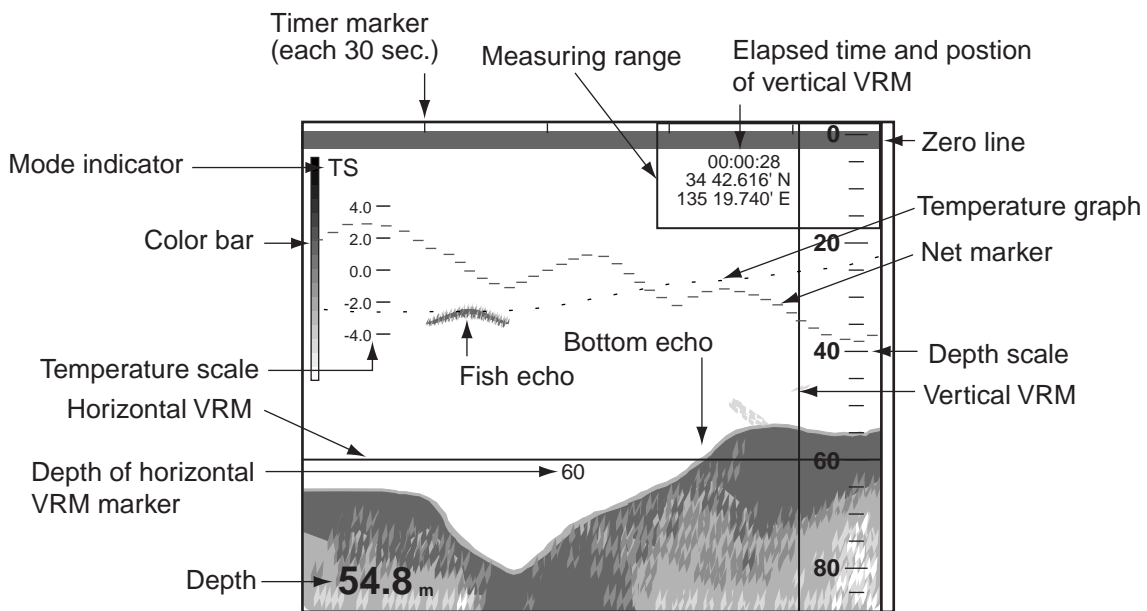 Timer marker
(each 30 sec.)
Measuring range
Elapsed time and postion
of vertical VRM
Mode indicator
TS
0
Zero line
00:00:28
34 42.616' N
135 19.740' E
4.0
Color bar
2.0
0.0
-2.0
-4.0
20
Temperature graph
Net marker
Bottom echo
Temperature scale
Fish echo
40
Depth scale
Horizontal VRM
Vertical VRM
Depth of horizontal
VRM marker
60
60
Depth
54.8 m
80